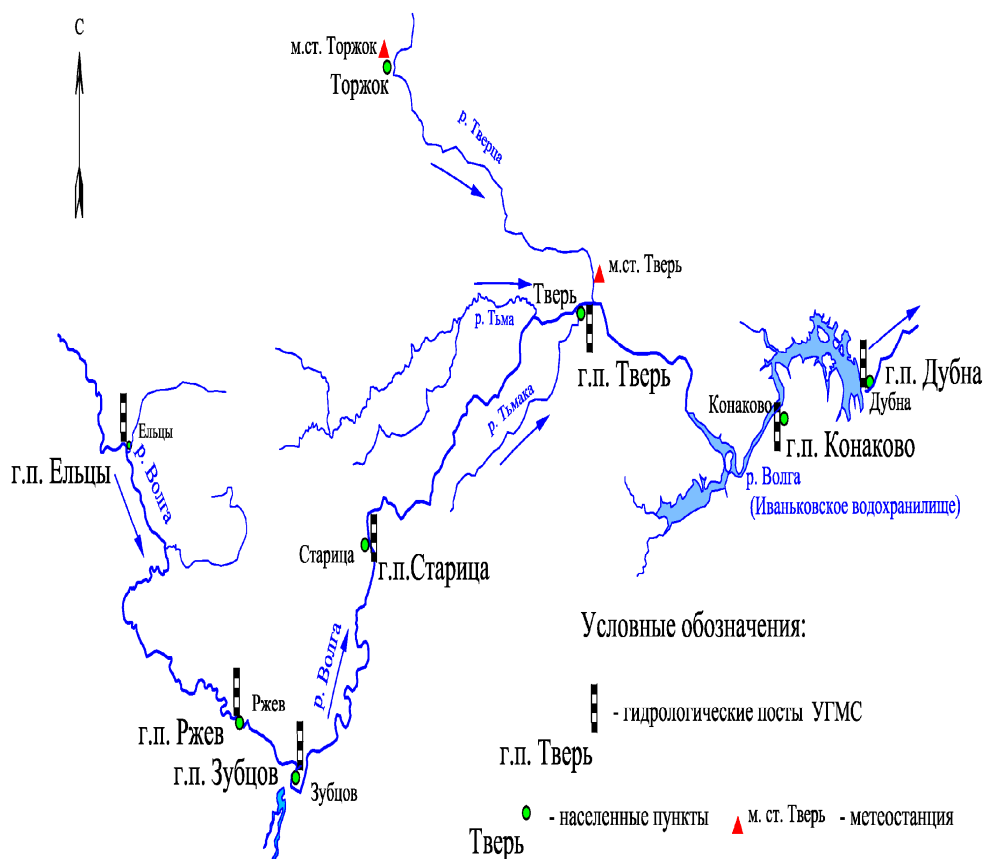 С
м.ст. Торжок
Торжок
р. Тверца
м.ст. Тверь
Тверь
р. Тьма
г.п. Тверь
г.п. Дубна
Дубна
Конаково
г.п. Конаково
р. Тьмака
Ельцы
г.п. Ельцы
р. Волга
р. Волга
(Иваньковское водохранилище)
Старица
г.п.Старица
Условные обозначения:
р. Волга
Ржев
г.п. Ржев
- гидрологические посты УГМС
г.п. Тверь
г.п. Зубцов
Зубцов
- населенные пункты
м. ст. Тверь - метеостанция
Тверь